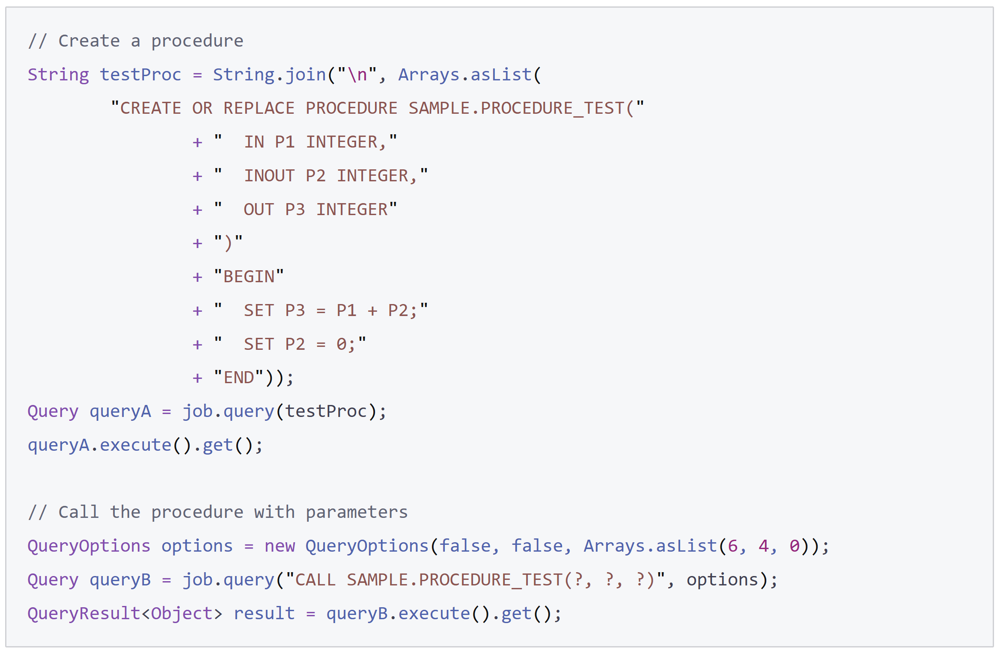 // Create a procedure
String testProc = String.join("\n", Arrays.asList(
        "CREATE OR REPLACE PROCEDURE SAMPLE.PROCEDURE_TEST("
                + "  IN P1 INTEGER,"
                + "  INOUT P2 INTEGER,"
                + "  OUT P3 INTEGER"
                + ")"
                + "BEGIN"
                + "  SET P3 = P1 + P2;"
                + "  SET P2 = 0;"
                + "END"));
Query queryA = job.query(testProc);
queryA.execute().get();

// Call the procedure with parameters
QueryOptions options = new QueryOptions(false, false, Arrays.asList(6, 4, 0));
Query queryB = job.query("CALL SAMPLE.PROCEDURE_TEST(?, ?, ?)", options);
QueryResult<Object> result = queryB.execute().get();